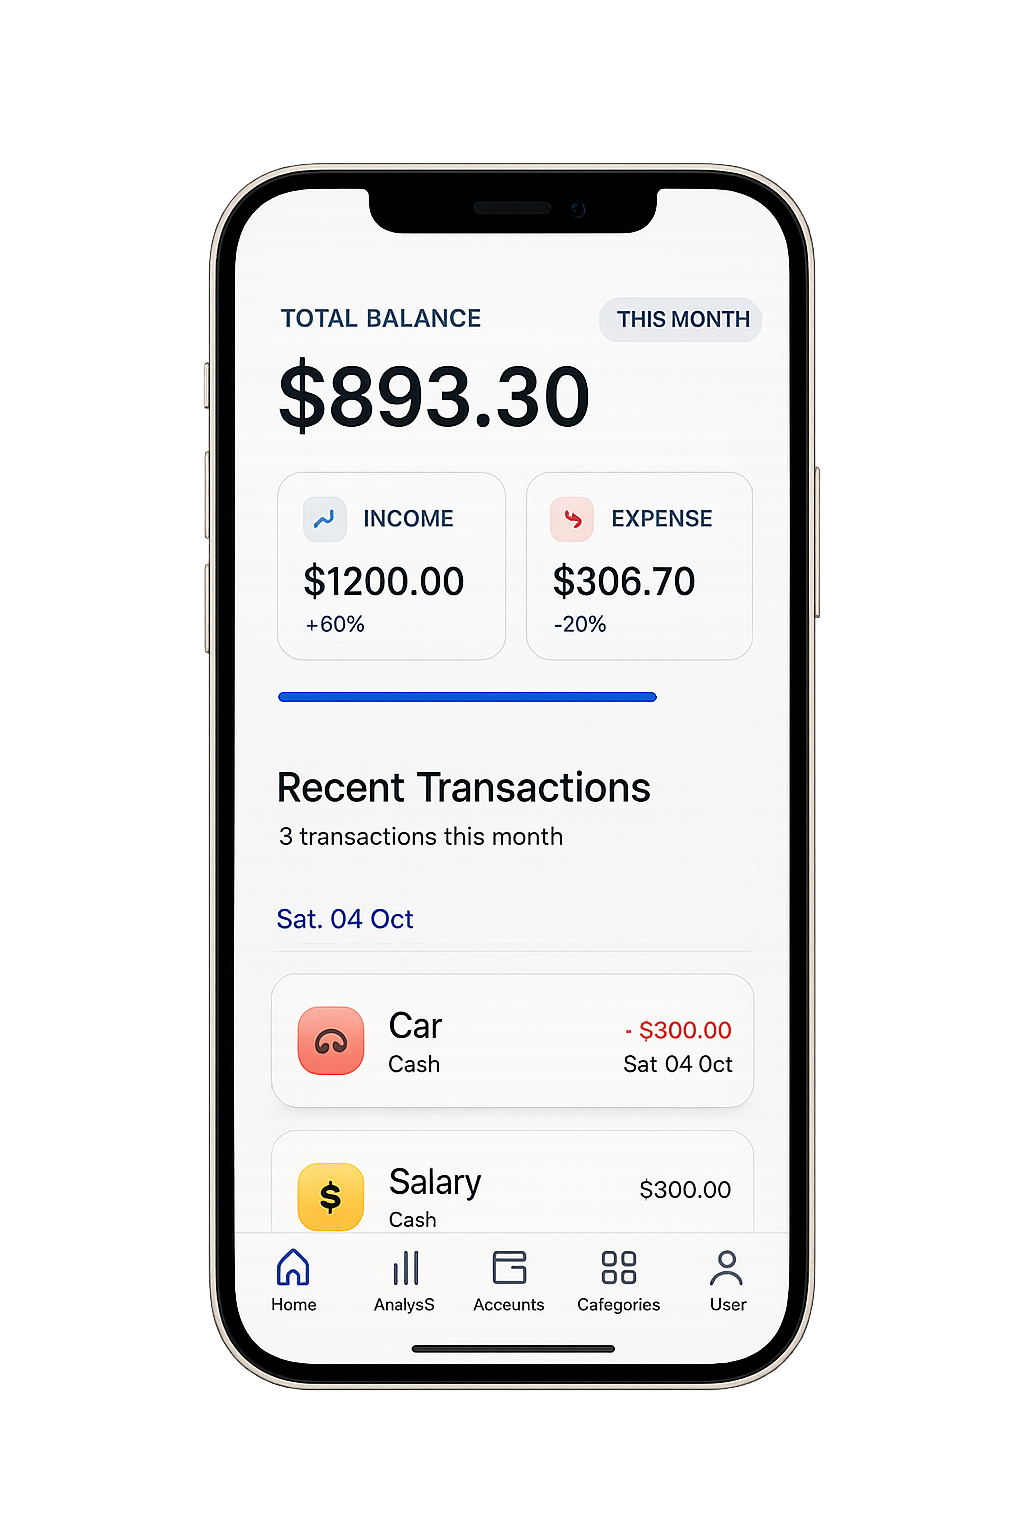 TOTAL BALANCE
THIS MONTH
$893.30
INCOME
$1200.00
+60%
EXPENSE
$306.70
-20%
Recent Transactions
3 transactions this month
Sat. 04 Oct
Car
Cash
- $300.00
Sat 04 0ct
$
Salary
Cash
$300.00
Home
AnalysS
Acceunts
Cafegories
User